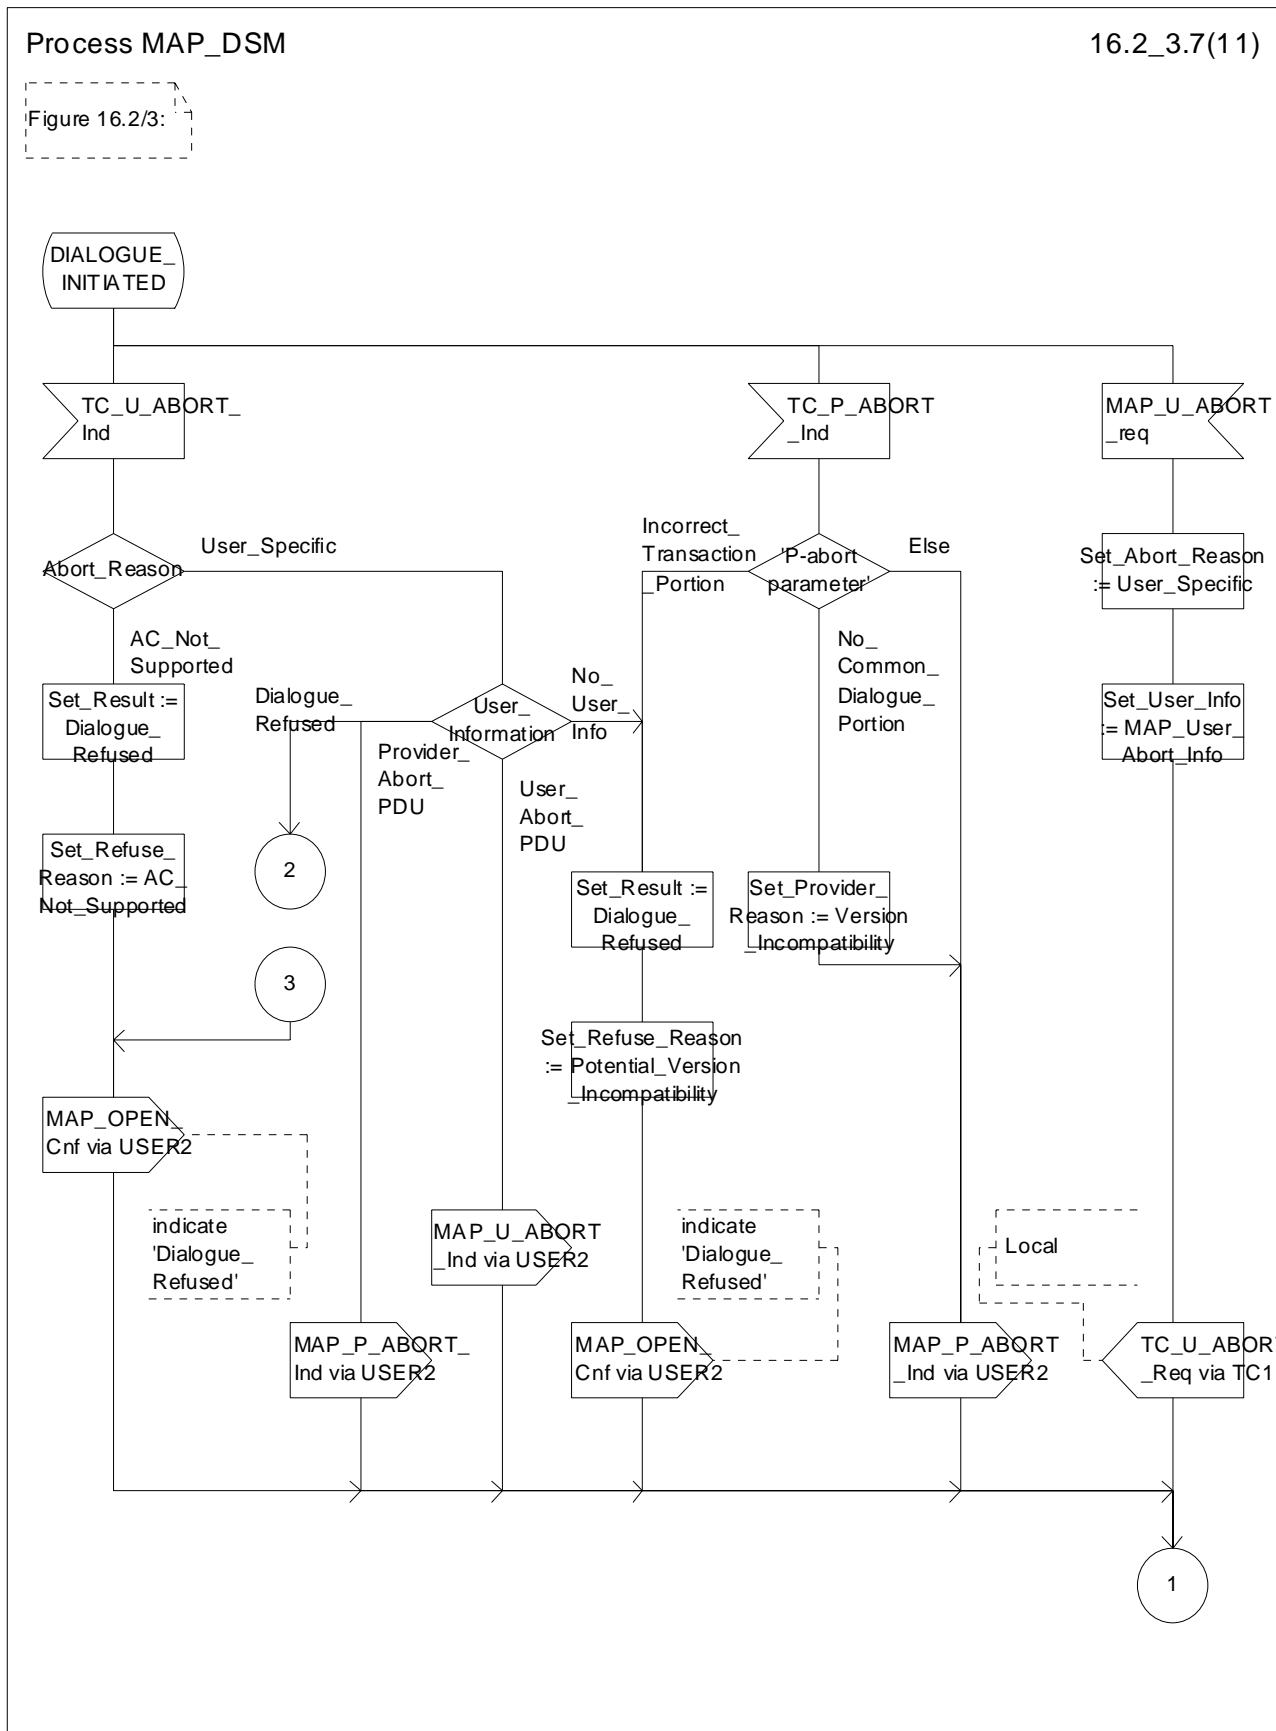 Process MAP_DSM
16.2_3.7(11)
Figure 16.2/3:
DIALOGUE_
INITIATED
TC_U_ABORT_
Ind
TC_P_ABORT
_Ind
MAP_U_ABORT
_req
Abort_Reason
User_Specific
Incorrect_
Transaction
_Portion
'P-abort
parameter'
Else
Set_Abort_Reason
:= User_Specific
AC_Not_
Supported
No_
Common_
Dialogue_
Portion
Set_Result :=
Dialogue_
Refused
Dialogue_
Refused
User_
Information
No_
User_
Info
Set_User_Info
:= MAP_User_
Abort_Info
Provider_
Abort_
PDU
User_
Abort_
PDU
Set_Refuse_
Reason := AC_
Not_Supported
2
Set_Result :=
Dialogue_
Refused
Set_Provider_
Reason := Version
_Incompatibility
3
Set_Refuse_Reason
:= Potential_Version
_Incompatibility
MAP_OPEN_
Cnf via USER2
indicate
'Dialogue_
Refused'
MAP_U_ABORT
_Ind via USER2
indicate
'Dialogue_
Refused'
Local
MAP_P_ABORT_
Ind via USER2
MAP_OPEN_
Cnf via USER2
MAP_P_ABORT
_Ind via USER2
TC_U_ABORT
_Req via TC1
1